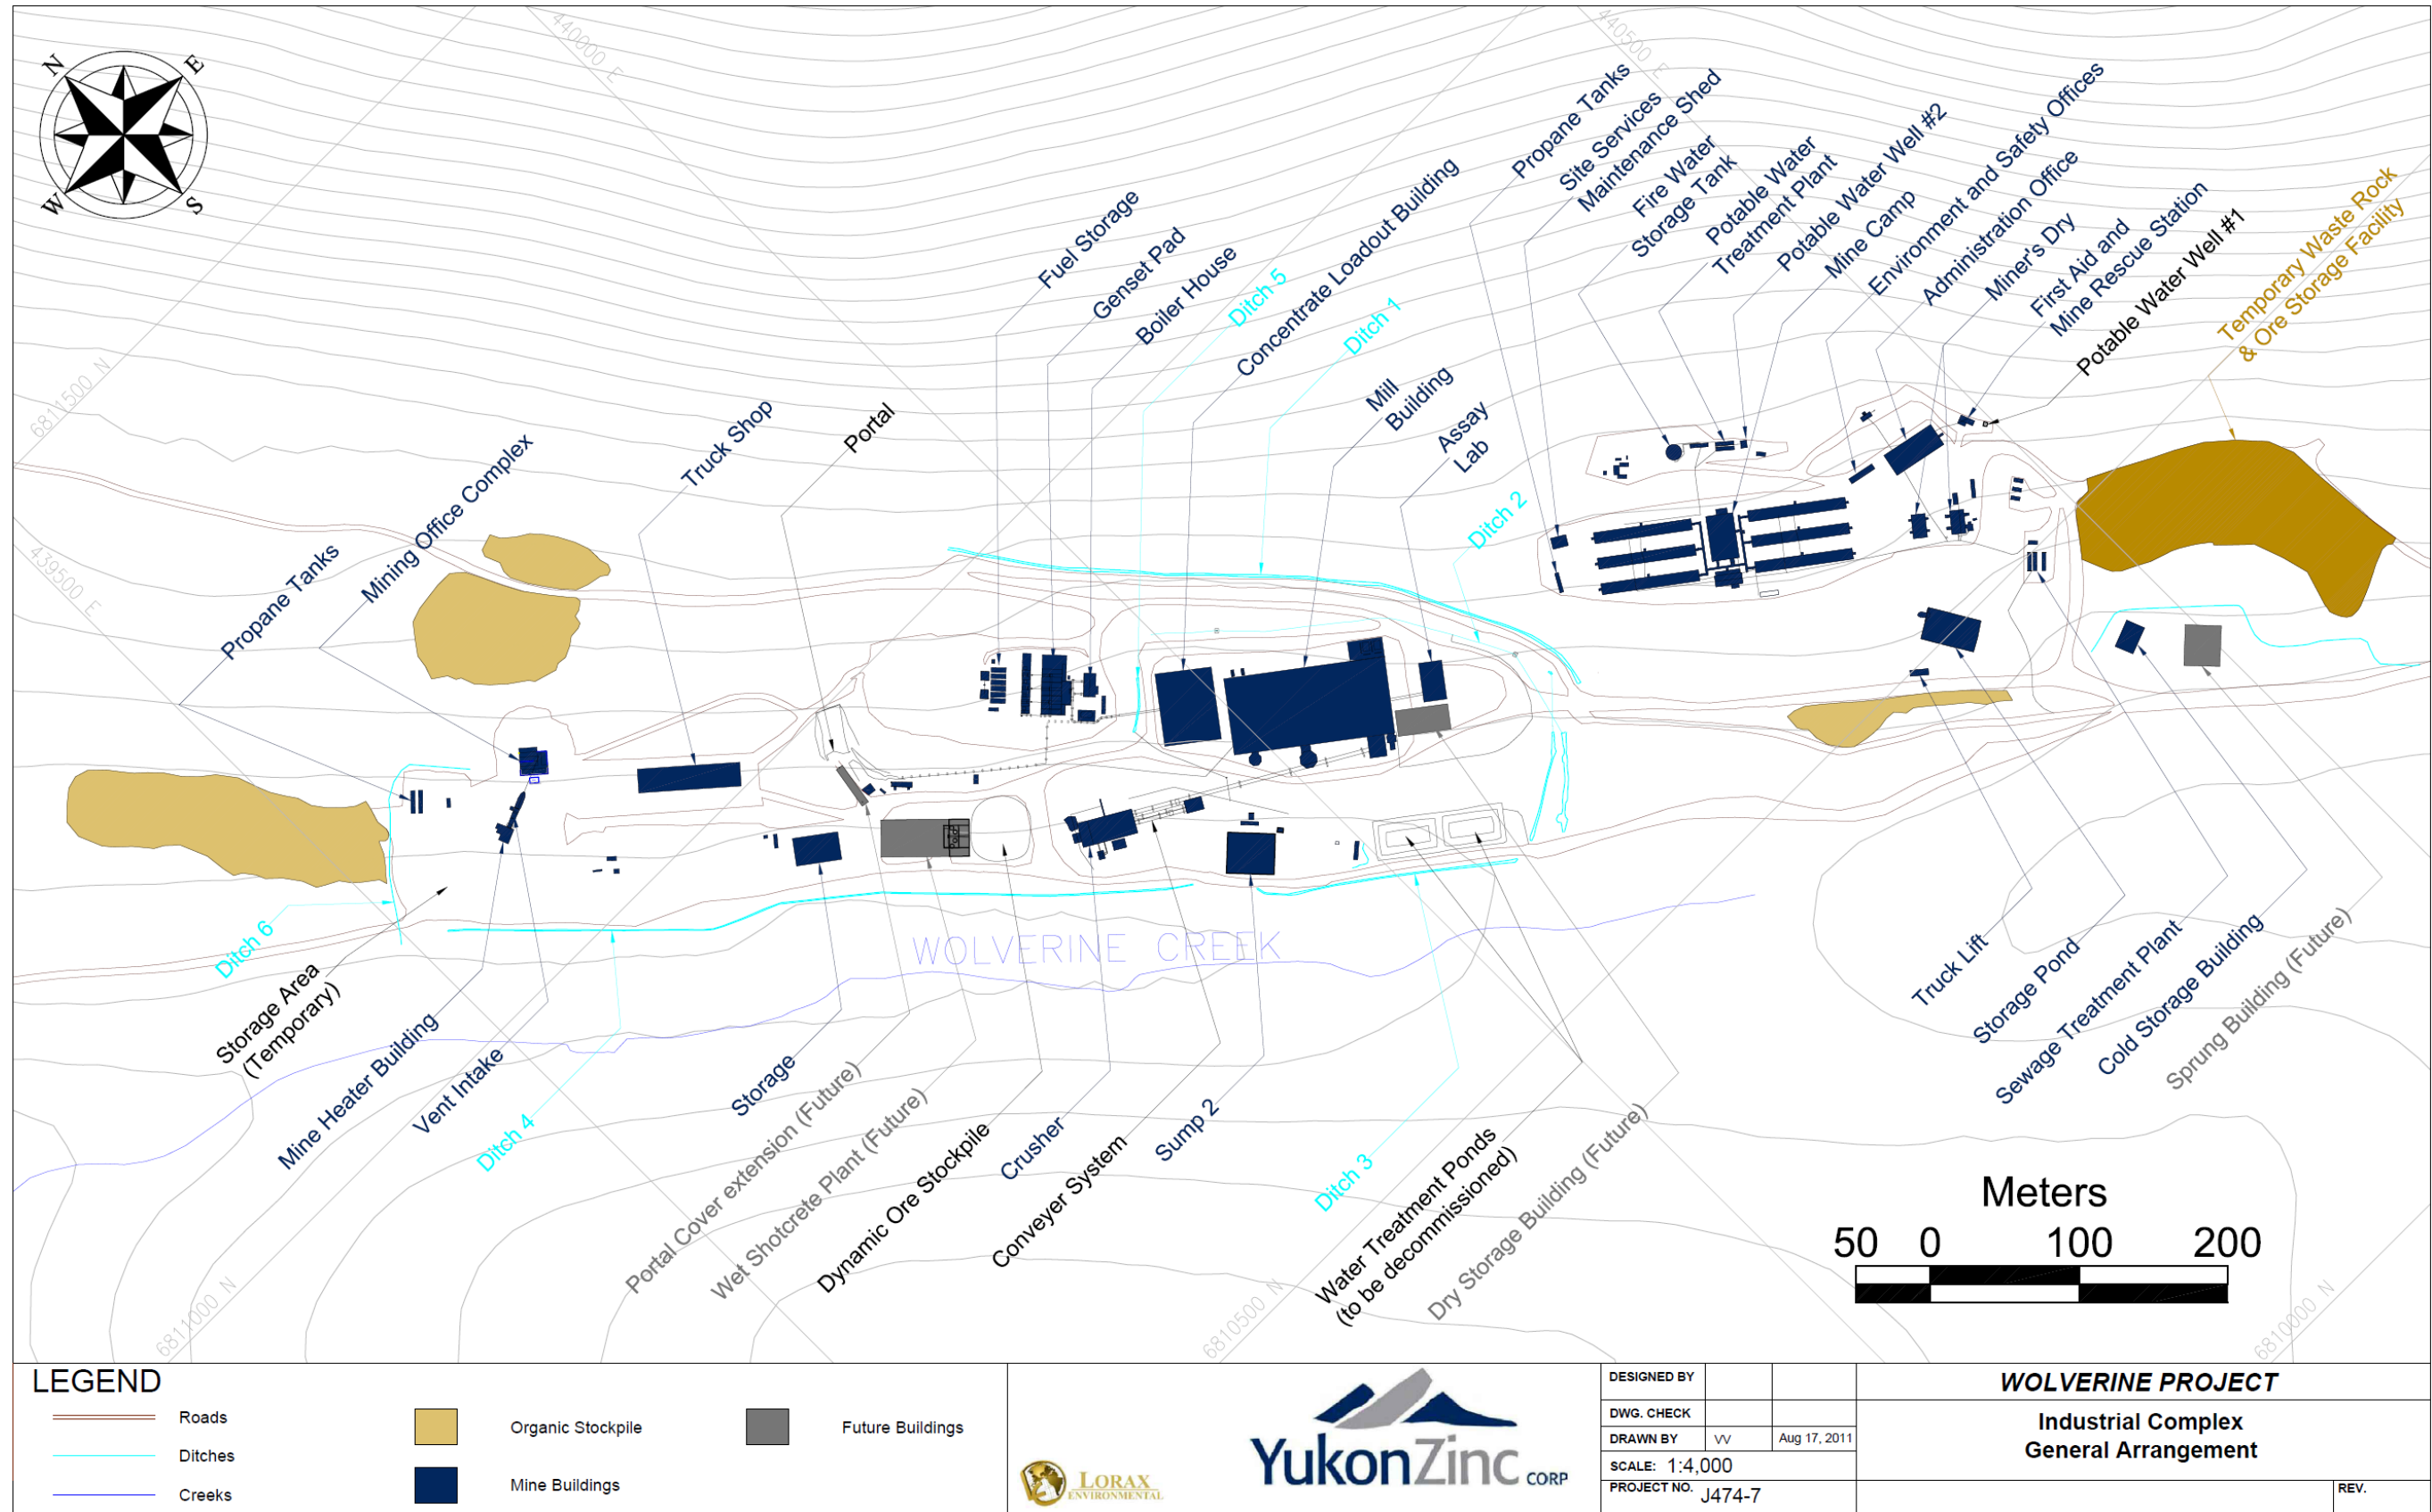 N
E
W
S
440000 E
440500 E
439500 E
6811500 N
6811000 N
6810500 N
6810000 N
Propane Tanks
Mining Office Complex
Truck Shop
Portal
Fuel Storage
Genset Pad
Boiler House
Ditch 5
Concentrate Loadout Building
Ditch 1
Mill
Building
Assay
Lab
Ditch 2
Propane Tanks
Site Services
Maintenance Shed
Fire Water
Storage Tank
Potable Water
Treatment Plant
Potable Water Well #2
Mine Camp
Environment and Safety Offices
Administration Office
Miner's Dry
First Aid and
Mine Rescue Station
Potable Water Well #1
Temporary Waste Rock
& Ore Storage Facility
WOLVERINE CREEK
Ditch 6
Storage Area
(Temporary)
Mine Heater Building
Vent Intake
Ditch 4
Storage
Portal Cover extension (Future)
Wet Shotcrete Plant (Future)
Dynamic Ore Stockpile
Crusher
Conveyer System
Sump 2
Ditch 3
Water Treatment Ponds
(to be decommissioned)
Dry Storage Building (Future)
Truck Lift
Storage Pond
Sewage Treatment Plant
Cold Storage Building
Sprung Building (Future)
Meters
50 0 100 200
LEGEND
Roads
Ditches
Creeks
Organic Stockpile
Mine Buildings
Future Buildings
LORAX
ENVIRONMENTAL
YukonZinc CORP
DESIGNED BY
DWG. CHECK
DRAWN BY VV Aug 17, 2011
SCALE: 1:4,000
PROJECT NO. J474-7
WOLVERINE PROJECT
Industrial Complex
General Arrangement
REV.